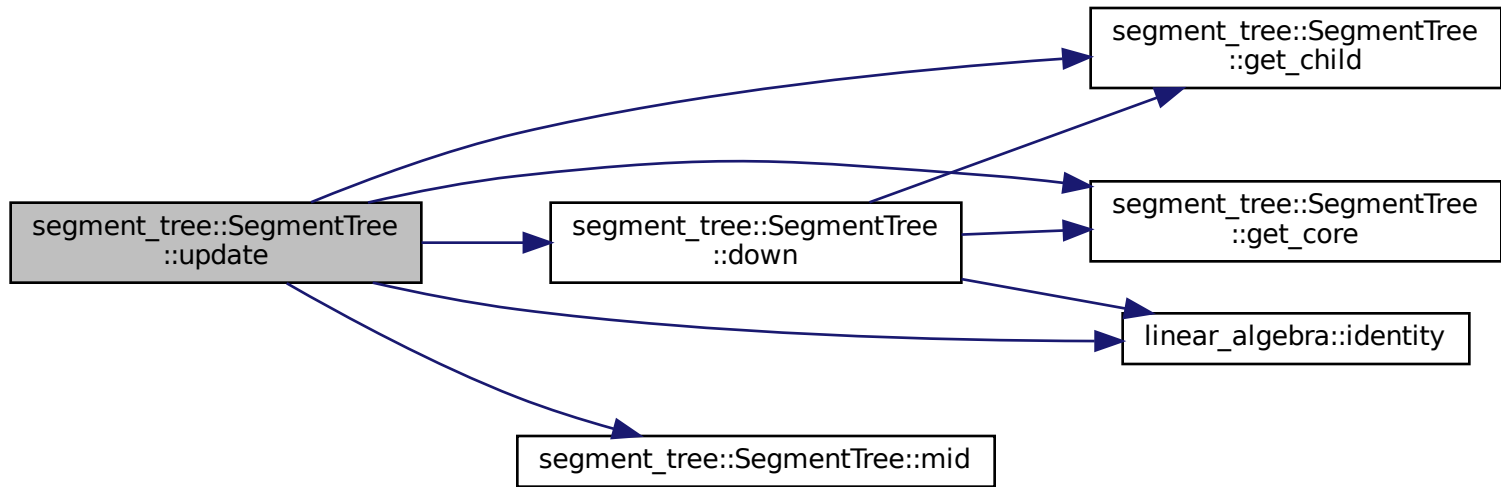 segment_tree::SegmentTree
::update
segment_tree::SegmentTree
::down
segment_tree::SegmentTree
::get_child
segment_tree::SegmentTree
::get_core
linear_algebra::identity
segment_tree::SegmentTree::mid